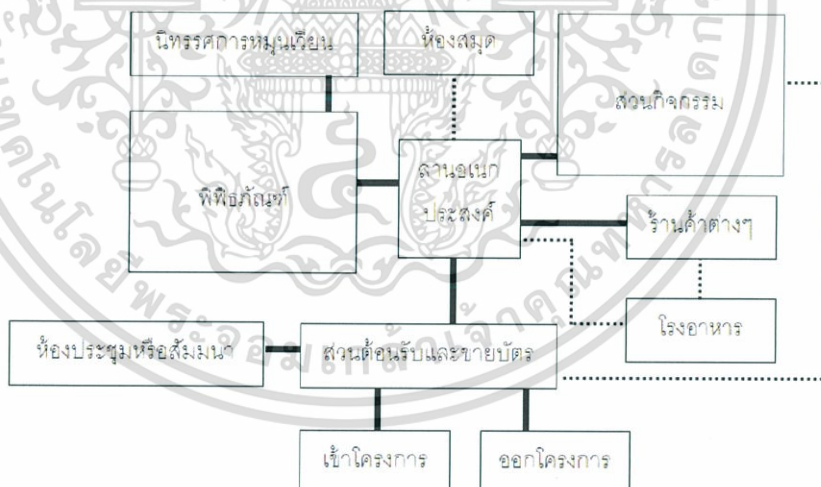 นิทรรศการหมุนเวียน
ห้องสมุด
ส่วนกิจกรรม
พิพิธภัณฑ์
ลานอเนก
ประสงค์
ร้านค้าต่างๆ
โรงอาหาร
ห้องประชุมหรือสัมมนา
ส่วนต้อนรับและขายบัตร
เข้าโครงการ
ออกโครงการ